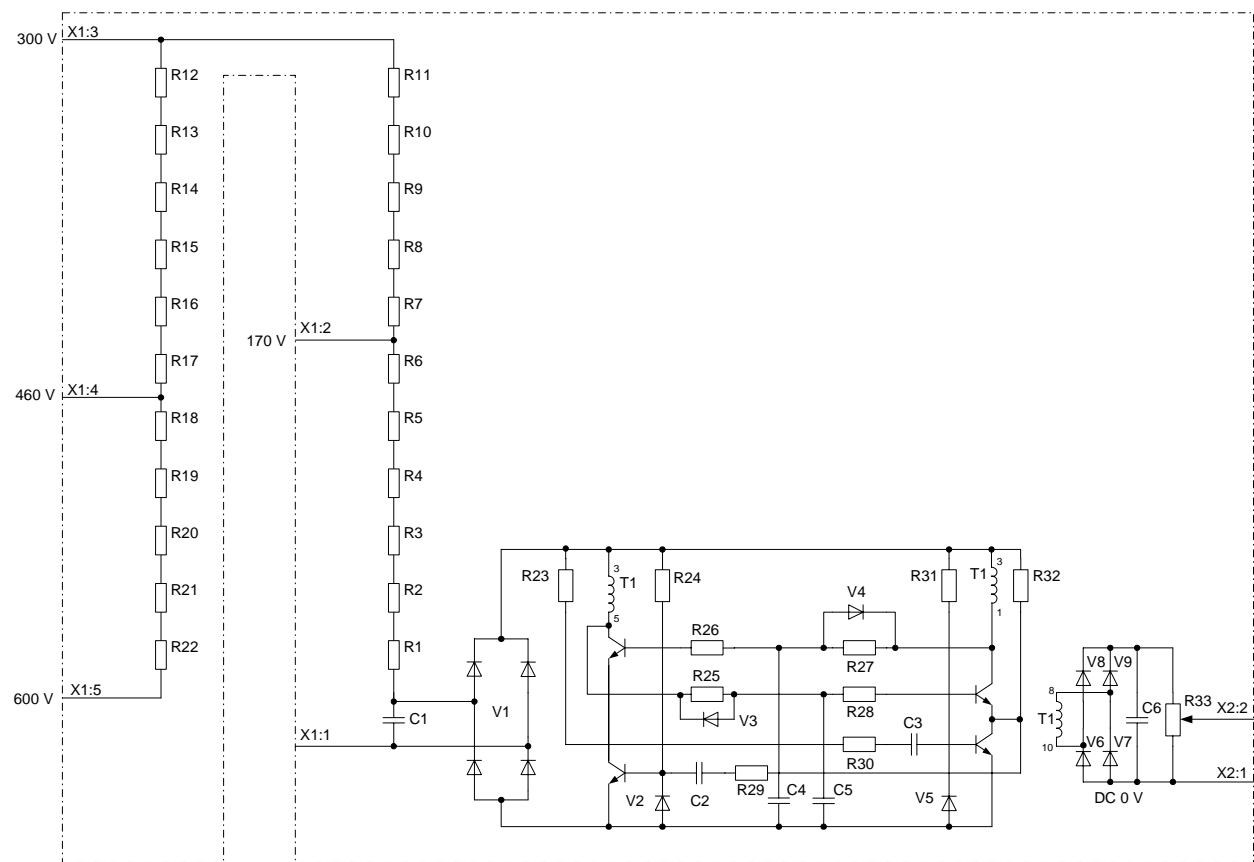 300 V X1:3
R12 R11
R13 R10
R14 R9
R15 R8
R16 R7
170 V X1:2
R17 R6
460 V X1:4
R18 R5
R19 R4
R20 R3
R23 3 T1 R24 R31 T1 3 R32
R21 R2
V4
5 1
R22 R1
R26 R27
R25
V8 V9
8
600 V X1:5
V1 R28 C6 R33 X2:2
C1 V3 C3 T1
X1:1
10 V6 V7
R30
X2:1
V2 C2 R29 C4 C5 V5 DC 0 V